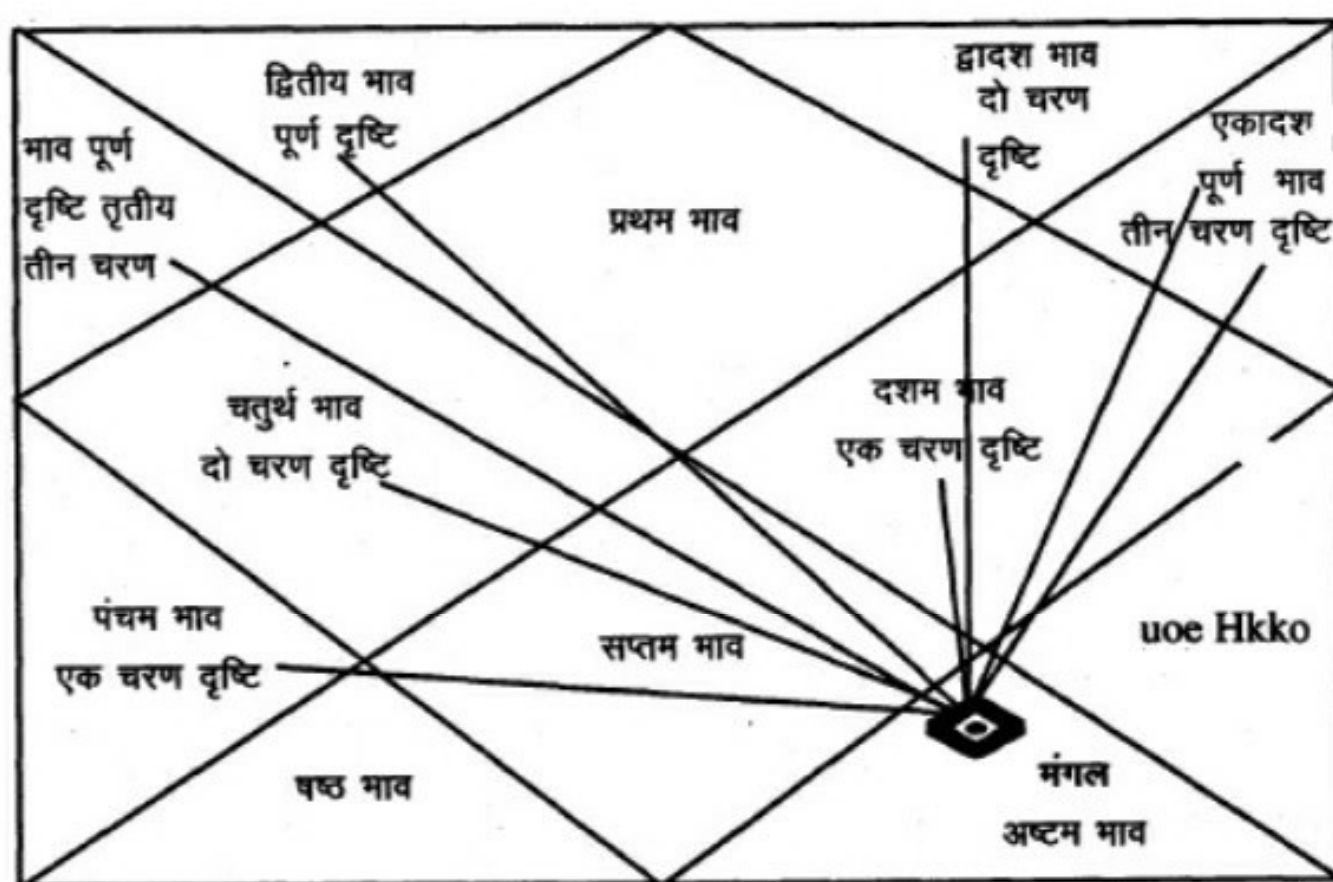 द्वितीय भाव
पूर्ण दृष्टि
द्वादश भाव
दो चरण
दृष्टि
एकादश
पूर्ण भाव
तीन चरण दृष्टि
भाव पूर्ण
दृष्टि तृतीय
तीन चरण
प्रथम भाव
चतुर्थ भाव
दो चरण दृष्टि
दशम भाव
एक चरण दृष्टि
पंचम भाव
एक चरण दृष्टि
सप्तम भाव
uoe Hkko
षष्ठ भाव
मंगल
अष्टम भाव